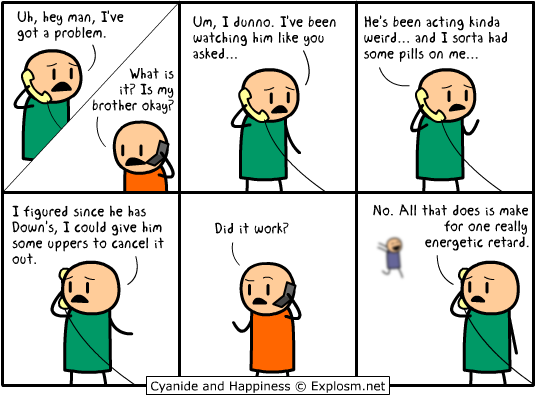 Uh, hey man, I've
got a problem.
What is
it? Is my
brother okay?
Um, I dunno. I've been
watching him like you
asked...
He's been acting kinda
weird... and I sorta had
some pills on me...
I figured since he has
Down's, I could give him
some uppers to cancel it
out.
Did it work?
No. All that does is make
for one really
energetic retard.
Cyanide and Happiness © Explosm.net